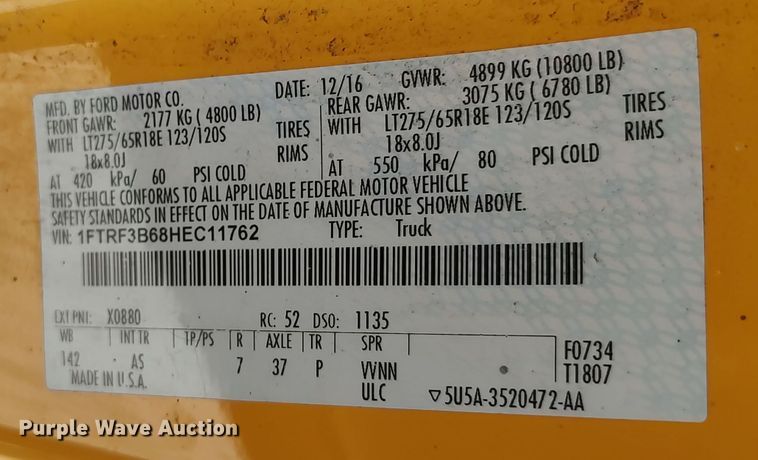 MFD. BY FORD MOTOR CO. DATE: 12/16 GVWR: 4899 KG (10800 LB)
FRONT GAWR: 2177 KG ( 4800 LB) REAR GAWR: 3075 KG ( 6780 LB)
WITH LT275/65R18E 123/120S TIRES WITH LT275/65R18E 123/120S TIRES
18x8.0J RIMS 18x8.0J RIMS
AT 420 kPa/ 60 PSI COLD AT 550 kPa/ 80 PSI COLD
THIS VEHICLE CONFORMS TO ALL APPLICABLE FEDERAL MOTOR VEHICLE
SAFETY STANDARDS IN EFFECT ON THE DATE OF MANUFACTURE SHOWN ABOVE.
VIN: 1FTRF3B68HEC11762 TYPE: Truck
EXT PNT: X0880 RC: 52 DSO: 1135
WB INT TR TP/PS R AXLE TR SPR F0734
142 AS 7 37 P VVNN T1807
MADE IN U.S.A. ULC ▽5U5A-3520472-AA
Purple Wave Auction